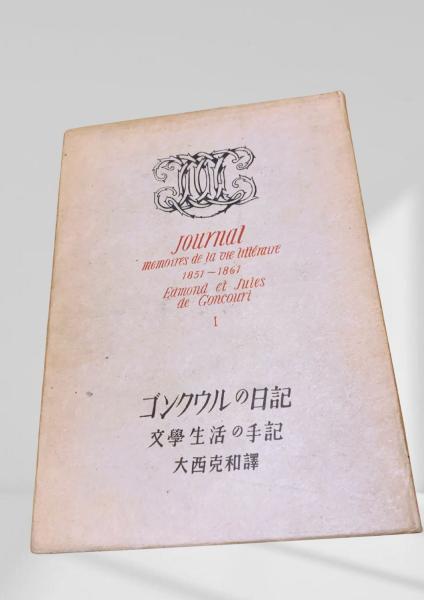 Journal
memoires de la vie littéraire
1851~1861
Edmond et Jules
de Goncourt
I
ゴンクウルの日記
文學生活の手記
大西克和譯